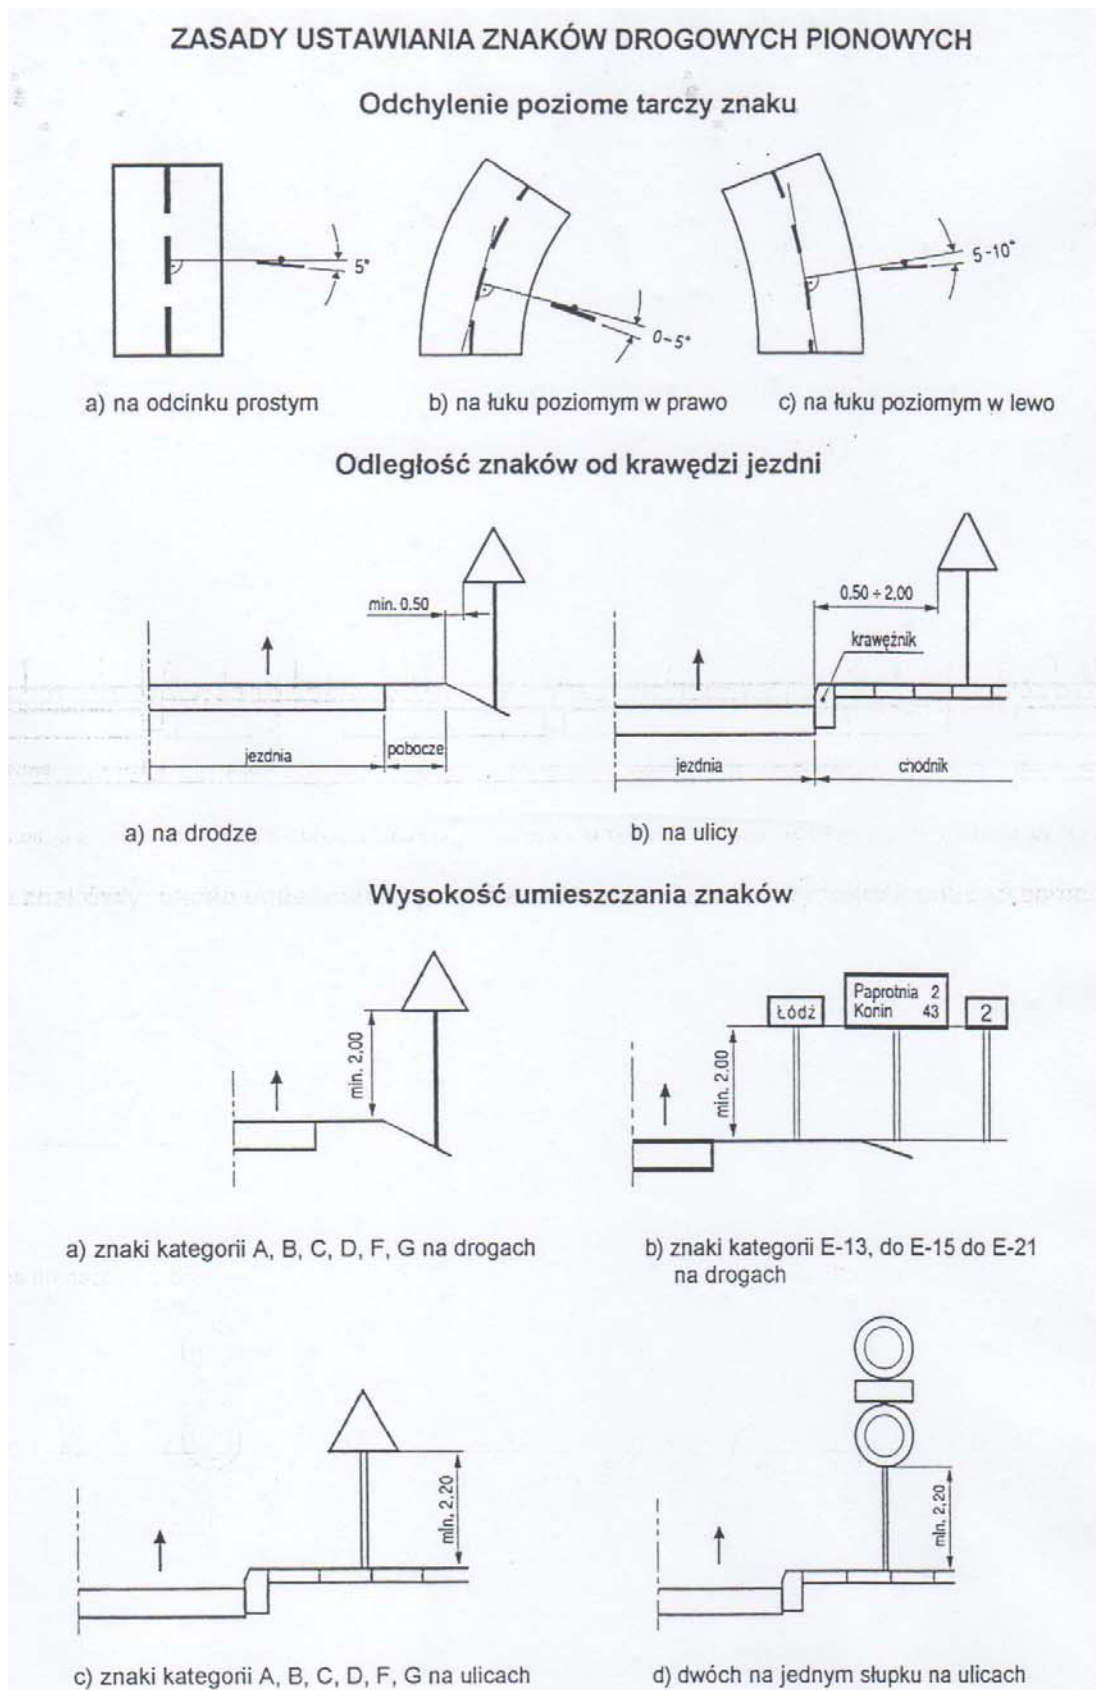 ZASADY USTAWIANIA ZNAKÓW DROGOWYCH PIONOWYCH
Odchylenie poziome tarczy znaku
5°
0-5°
5-10°
a) na odcinku prostym
b) na łuku poziomym w prawo
c) na łuku poziomym w lewo
Odległość znaków od krawędzi jezdni
min. 0.50
jezdnia
pobocze
0.50 ÷ 2,00
krawężnik
jezdnia
chodnik
a) na drodze
b) na ulicy
Wysokość umieszczania znaków
min. 2,00
min. 2.00
Łódź
Paprotnia 2
Konin 43
2
a) znaki kategorii A, B, C, D, F, G na drogach
b) znaki kategorii E-13, do E-15 do E-21
na drogach
min. 2,20
min. 2,20
c) znaki kategorii A, B, C, D, F, G na ulicach
d) dwóch na jednym słupku na ulicach